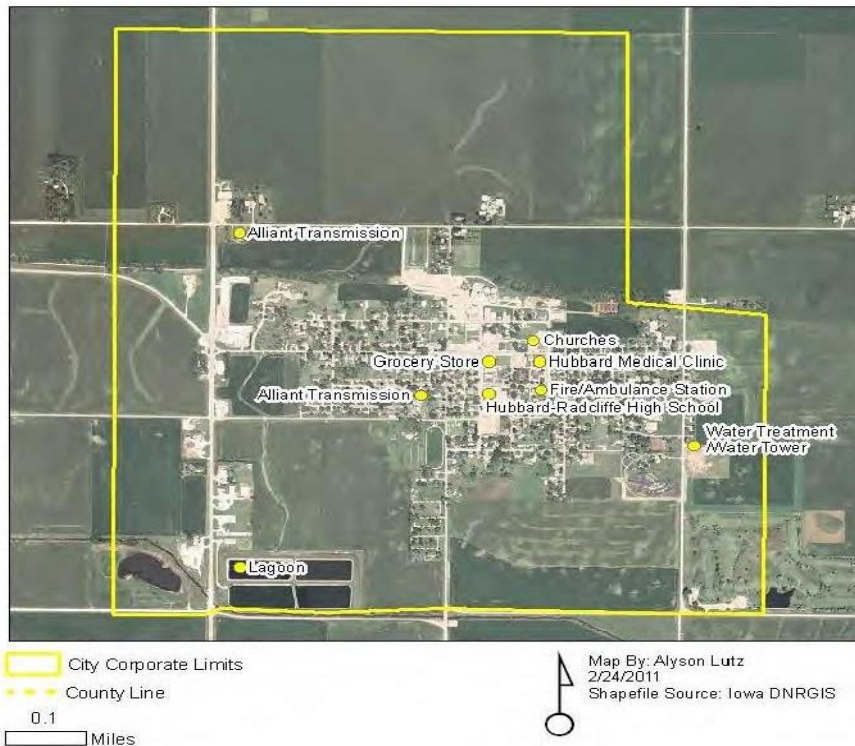 Alliant Transmission
Churches
Grocery Store
Hubbard Medical Clinic
Alliant Transmission
Fire/Ambulance Station
Hubbard-Radcliffe High School
Water Treatment
/Water Tower
Lagoon
City Corporate Limits
County Line
0.1
Miles
Map By: Alyson Lutz
2/24/2011
Shapefile Source: Iowa DNRGIS